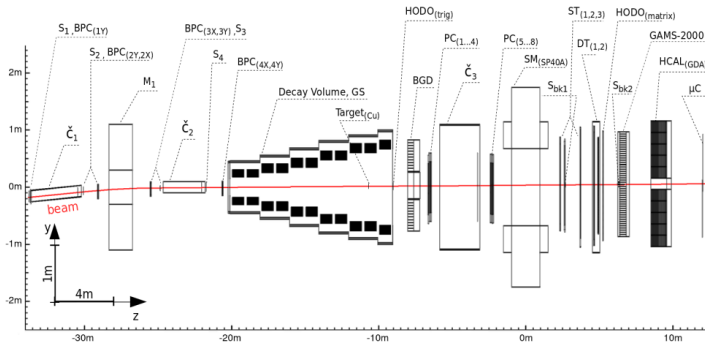 HODO(trig)
ST(1,2,3)
HODO(matrix)
S1,BPC(1Y)
BPC(3X,3Y),S3
PC(1...4)
PC(5...8)
DT(1,2)
GAMS-2000
S2,BPC(2Y,2X)
S4
BPC(4X,4Y)
SM(SP40A)
HCAL(GDA)
2m
M1
Decay Volume, GS
BGD
Č3
Sbk1
Sbk2
μC
Target(Cu)
1m
Č1
Č2
0m
beam
y
-1m
1m
4m
z
-2m
-30m
-20m
-10m
0m
10m